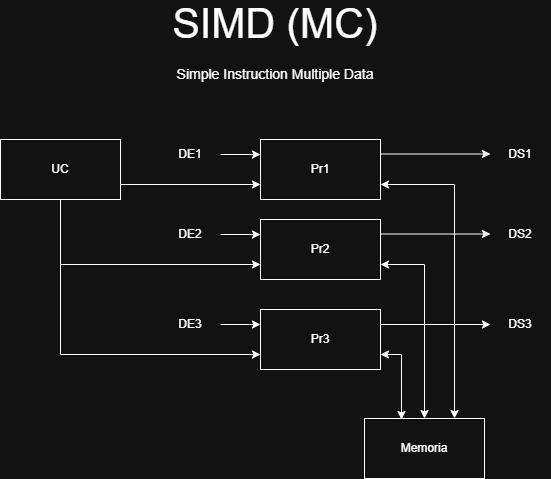 SIMD (MC)
Simple Instruction Multiple Data
UC
DE1
Pr1
DS1
DE2
Pr2
DS2
DE3
Pr3
DS3
Memoria